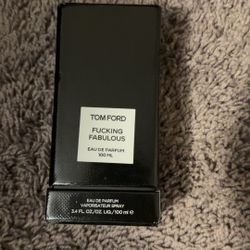 TOM FORD
FUCKING
FABULOUS
EAU DE PARFUM
100 ML
EAU DE PARFUM
VAPORISATEUR SPRAY
3.4 FL. OZ./OZ. LIQ./100 ml ℮